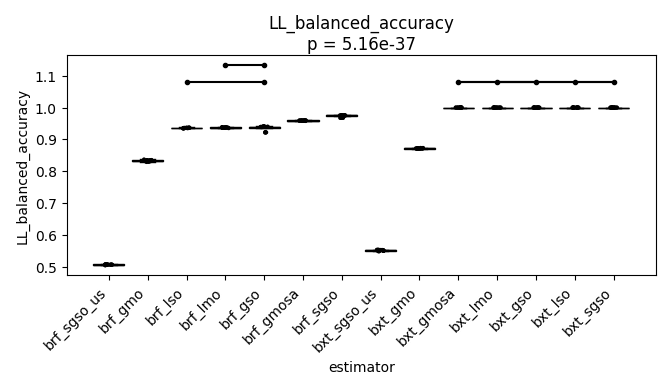 LL_balanced_accuracy
p = 5.16e-37
LL_balanced_accuracy
1.1
1.0
0.9
0.8
0.7
0.6
0.5
brf_sgso_us
brf_gmo
brf_lso
brf_lmo
brf_gso
brf_gmosa
brf_sgso
bxt_sgso_us
bxt_gmo
bxt_gmosa
bxt_lmo
bxt_gso
bxt_lso
bxt_sgso
estimator